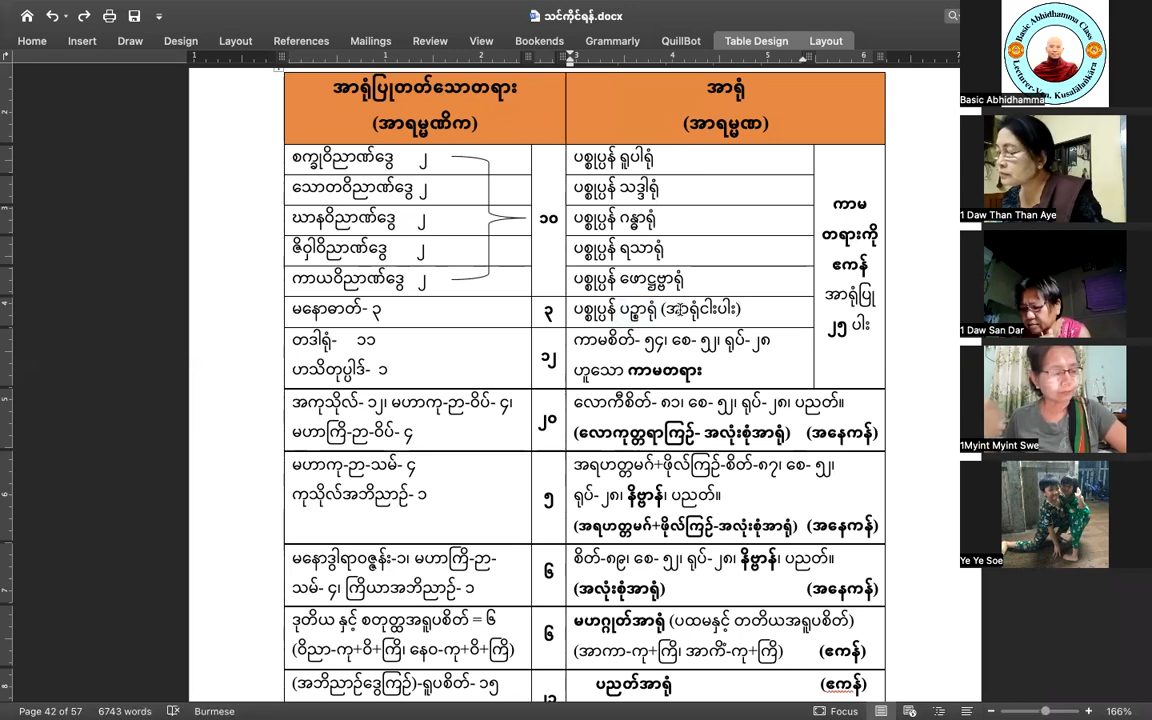 သင်ကိုင်ရန်.docx
Home Insert Draw Design Layout References Mailings Review View Bookends Grammarly QuillBot Table Design Layout
အာရုံပြုတတ်သောတရား
(အာရမ္မဏိက)
အာရုံ
(အာရမ္မဏ)
စက္ခုဝိညာဏ်ဒွေ ၂
ပစ္စုပ္ပန် ရူပါရုံ
သောတဝိညာဏ်ဒွေ ၂
ပစ္စုပ္ပန် သဒ္ဒါရုံ
ဃာနဝိညာဏ်ဒွေ ၂
၁၀
ပစ္စုပ္ပန် ဂန္ဓာရုံ
ဇိဝှါဝိညာဏ်ဒွေ ၂
ပစ္စုပ္ပန် ရသာရုံ
ကာယဝိညာဏ်ဒွေ ၂
ပစ္စုပ္ပန် ဖောဋ္ဌဗ္ဗာရုံ
မနောဓာတ်- ၃
၃
ပစ္စုပ္ပန် ပဉ္စာရုံ (အာရုံငါးပါး)
တဒါရုံ- ၁၁
ဟသိတုပ္ပါဒ်- ၁
၁၂
ကာမစိတ်- ၅၄၊ စေ- ၅၂၊ ရုပ်-၂၈
ဟူသော ကာမတရား
ကာမ
တရားကို
ဧကန်
အာရုံပြု
၂၅ ပါး
အကုသိုလ်- ၁၂၊ မဟာကု-ဉာ-ဝိပ်- ၄၊
မဟာကြိ-ဉာ-ဝိပ်- ၄
၂၀
လောကီစိတ်- ၈၁၊ စေ- ၅၂၊ ရုပ်-၂၈၊ ပညတ်။
(လောကုတ္တရာကြဉ်- အလုံးစုံအာရုံ) (အနေကန်)
မဟာကု-ဉာ-သမ်- ၄
ကုသိုလ်အဘိညာဉ်- ၁
၅
အရဟတ္တမဂ်+ဖိုလ်ကြဉ်-စိတ်-၈၇၊ စေ- ၅၂၊
ရုပ်-၂၈၊ နိဗ္ဗာန်၊ ပညတ်။
(အရဟတ္တမဂ်+ဖိုလ်ကြဉ်-အလုံးစုံအာရုံ) (အနေကန်)
မနောဒွါရာဝဇ္ဇန်း-၁၊ မဟာကြိ-ဉာ-
သမ်- ၄၊ ကြိယာအဘိညာဉ်- ၁
၆
စိတ်-၈၉၊ စေ- ၅၂၊ ရုပ်-၂၈၊ နိဗ္ဗာန်၊ ပညတ်။
(အလုံးစုံအာရုံ) (အနေကန်)
ဒုတိယ နှင့် စတုတ္ထအရူပစိတ် = ၆
(ဝိညာ-ကု+ဝိ+ကြိ၊ နေဝ-ကု+ဝိ+ကြိ)
၆
မဟဂ္ဂုတ်အာရုံ (ပထမနှင့် တတိယအရူပစိတ်)
(အာကာ-ကု+ကြိ၊ အာကိံ-ကု+ကြိ) (ဧကန်)
(အဘိညာဉ်ဒွေကြဉ်)-ရူပစိတ်- ၁၅
ပညတ်အာရုံ (ဧကန်)
Basic Abhidhamma Class
Lecturer-Ven. Kusalālaṅkāra
Basic Abhidhamma
1 Daw Than Than Aye
1 Daw San Dar
1Myint Myint Swe
Ye Ye Soe
Page 42 of 57 6743 words Burmese Focus 166%